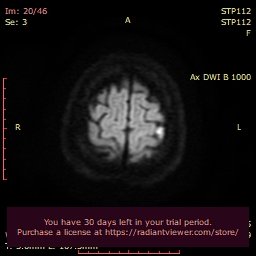 Im: 20/46
Se: 3
STP112
STP112
F
A
Ax DWI B 1000
R
L
You have 30 days left in your trial period.
Purchase a license at https://radiantviewer.com/store/